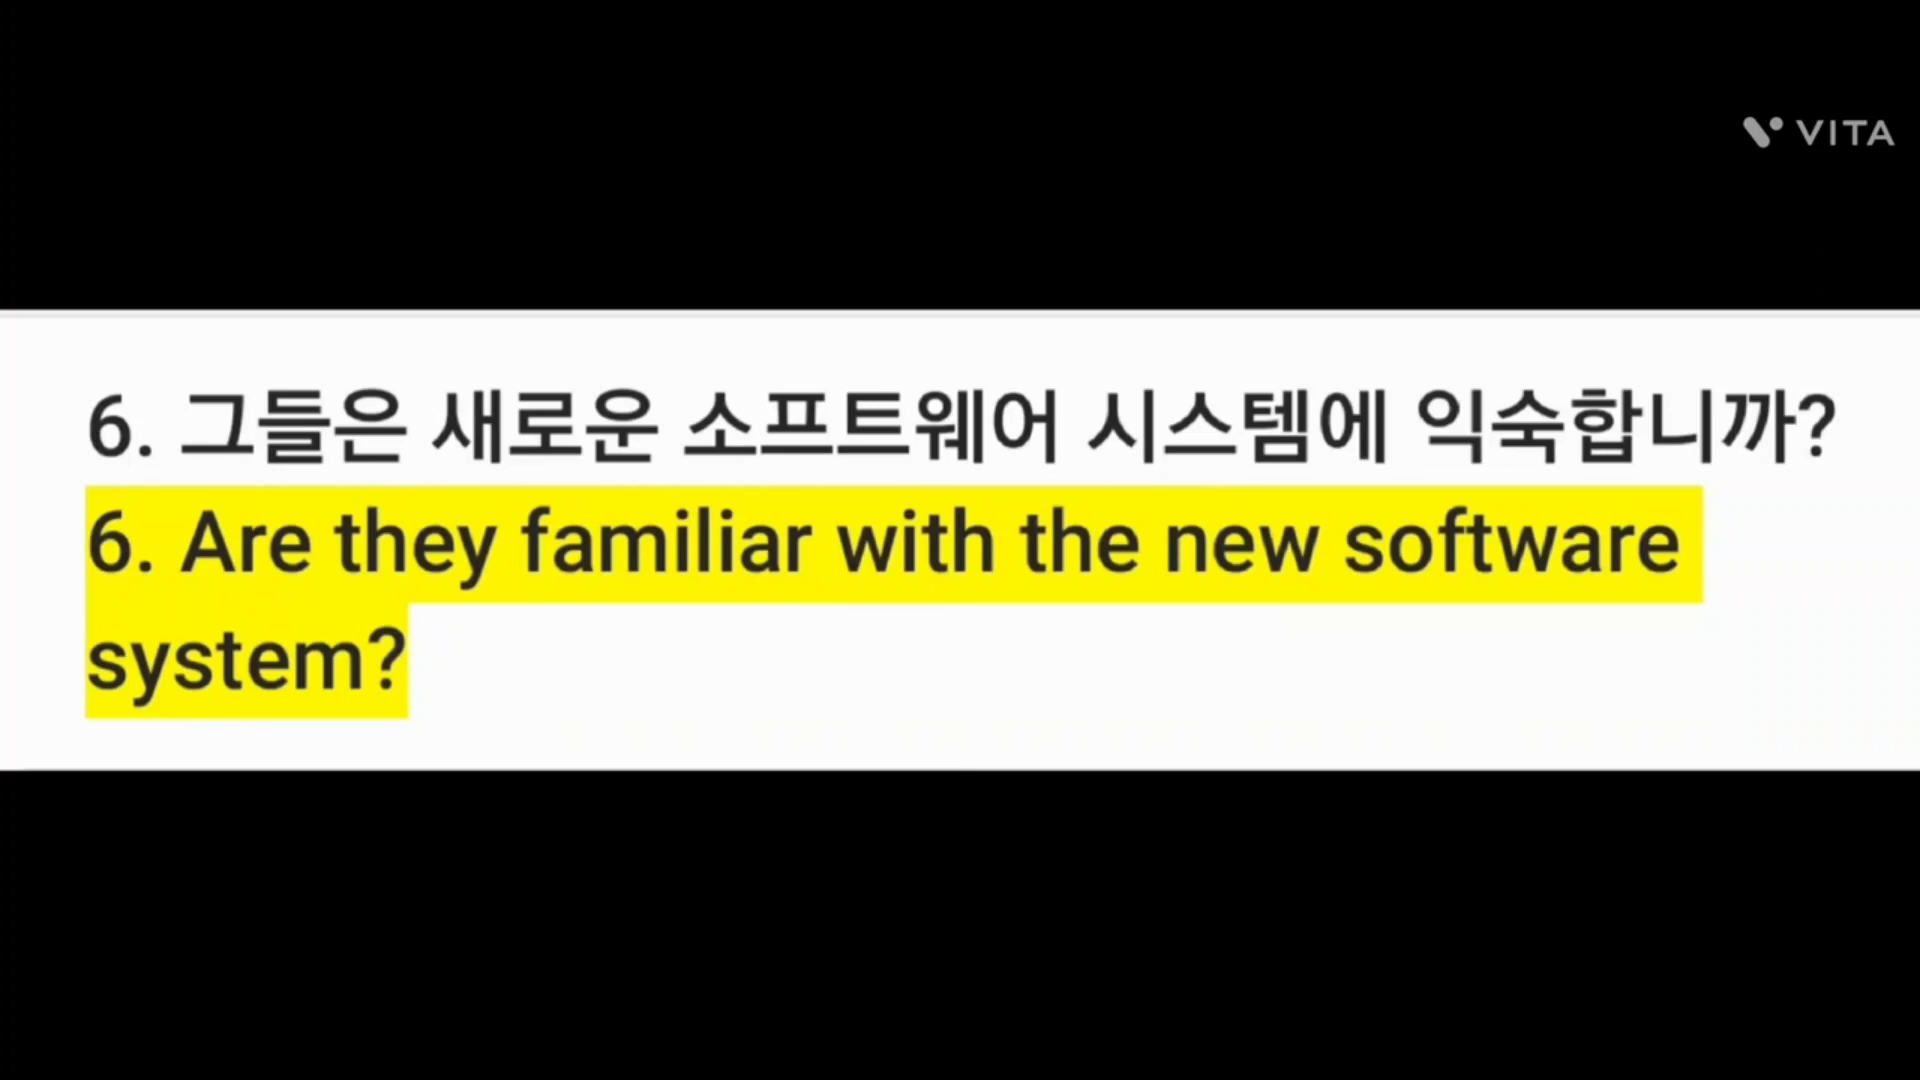 VITA
6. 그들은 새로운 소프트웨어 시스템에 익숙합니까?
6. Are they familiar with the new software
system?